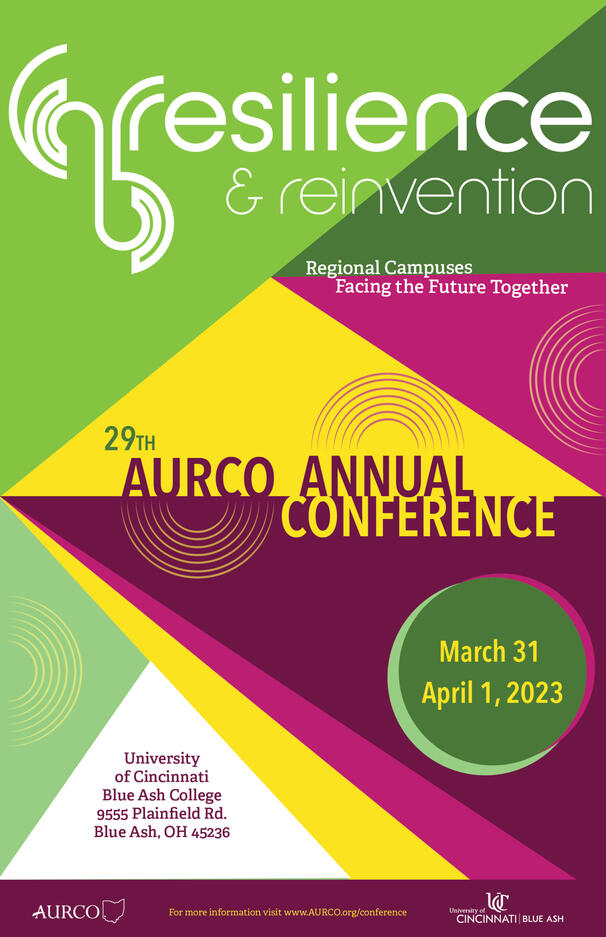 resilience
& reinvention
Regional Campuses
Facing the Future Together
29TH
AURCO ANNUAL
CONFERENCE
March 31
April 1, 2023
University
of Cincinnati
Blue Ash College
9555 Plainfield Rd.
Blue Ash, OH 45236
AURCO
For more information visit www.AURCO.org/conference
UC
University of
CINCINNATI | BLUE ASH